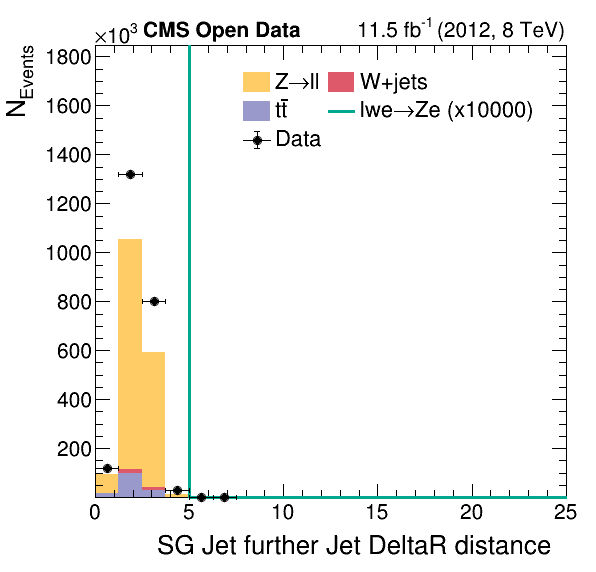 ×10³ CMS Open Data 11.5 fb⁻¹ (2012, 8 TeV)
N_Events
1800
1600
1400
1200
1000
800
600
400
200
Z→ll W+jets
tt̄ lwe→Ze (x10000)
Data
0 5 10 15 20 25
SG Jet further Jet DeltaR distance